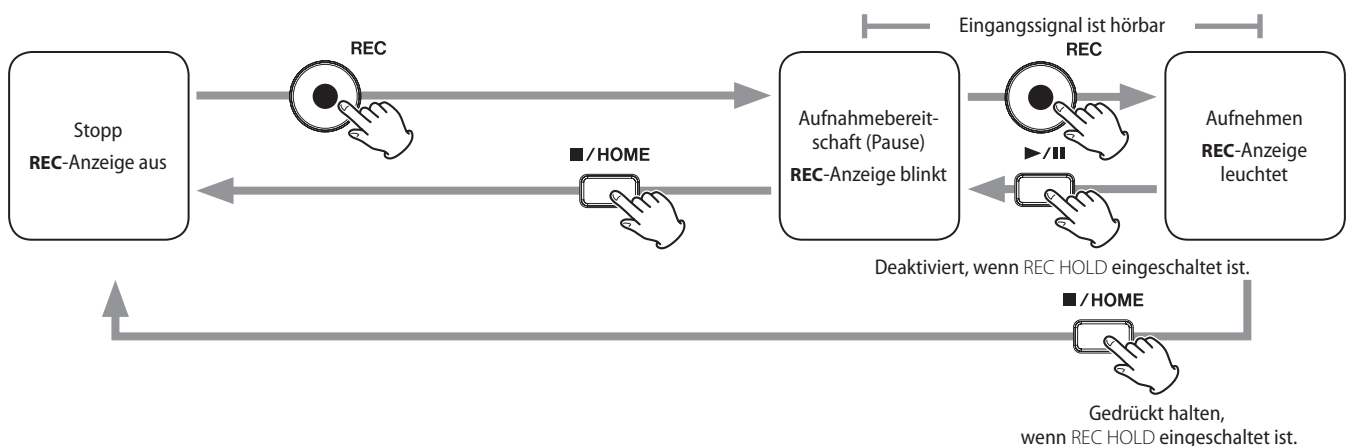 Eingangssignal ist hörbar
REC
REC
Stopp
REC-Anzeige aus
■/HOME
Aufnahmebereit-
schaft (Pause)
REC-Anzeige blinkt
►/II
Aufnehmen
REC-Anzeige
leuchtet
Deaktiviert, wenn REC HOLD eingeschaltet ist.
■/HOME
Gedrückt halten,
wenn REC HOLD eingeschaltet ist.